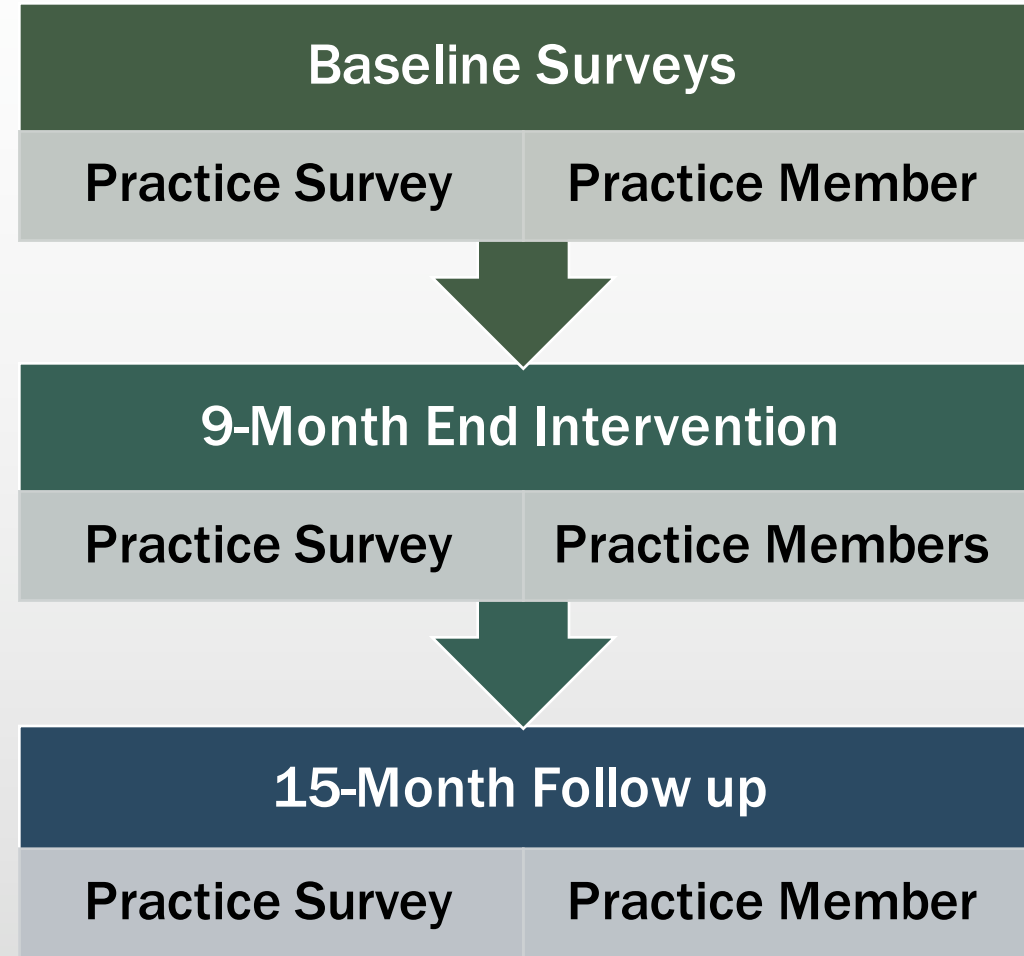 Baseline Surveys
Practice Survey Practice Member
9-Month End Intervention
Practice Survey Practice Members
15-Month Follow up
Practice Survey Practice Member